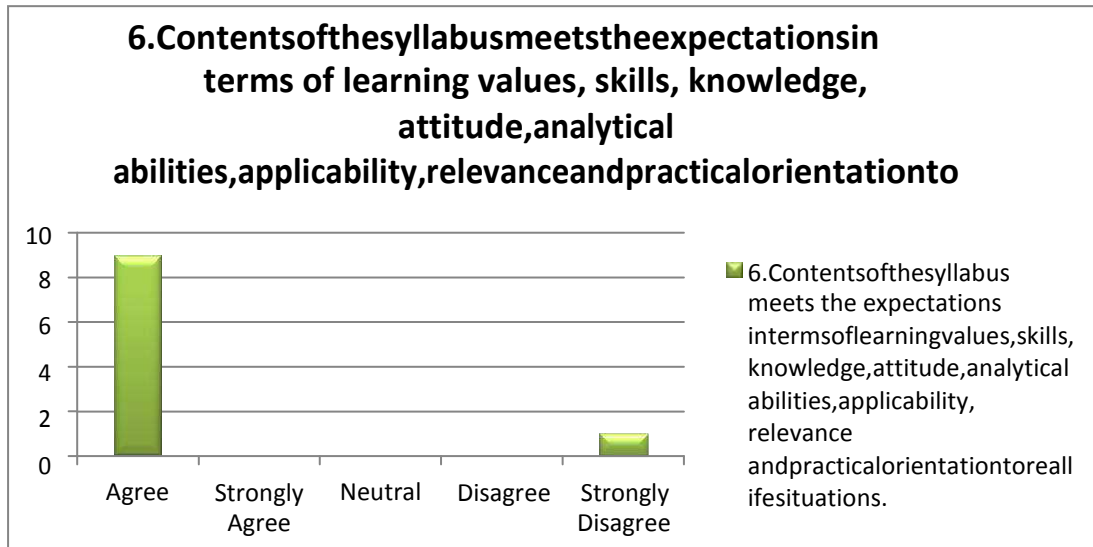 6.Contentsofthesyllabusmeetstheexpectationsin
terms of learning values, skills, knowledge,
attitude,analytical
abilities,applicability,relevanceandpracticalorientationto
10
8
6
4
2
0
Agree
Strongly
Agree
Neutral
Disagree
Strongly
Disagree
6.Contentsofthesyllabus
meets the expectations
intermsoflearningvalues,skills,
knowledge,attitude,analytical
abilities,applicability,
relevance
andpracticalorientationtoreall
ifesituations.